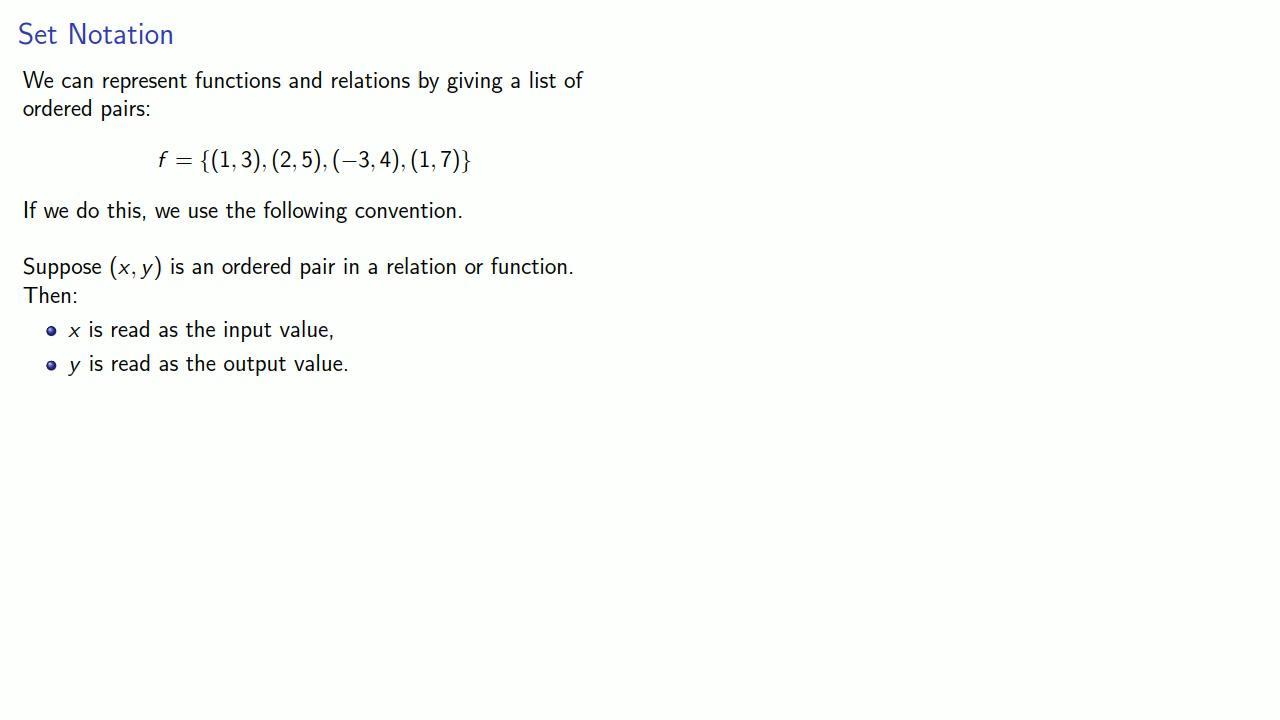 Set Notation
We can represent functions and relations by giving a list of
ordered pairs:
f = {(1, 3), (2, 5), (−3, 4), (1, 7)}
If we do this, we use the following convention.
Suppose (x, y) is an ordered pair in a relation or function.
Then:
x is read as the input value,
y is read as the output value.